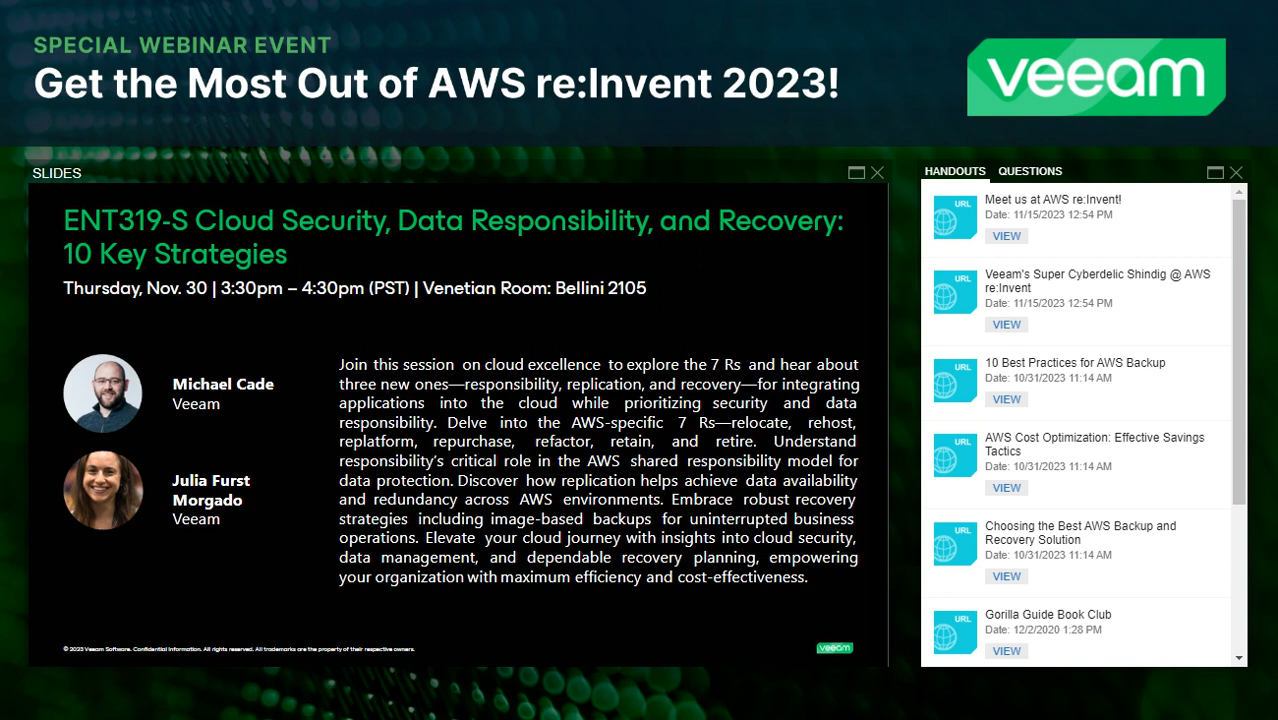 SPECIAL WEBINAR EVENT
Get the Most Out of AWS re:Invent 2023!
veeam
SLIDES
ENT319-S Cloud Security, Data Responsibility, and Recovery:
10 Key Strategies
Thursday, Nov. 30 | 3:30pm – 4:30pm (PST) | Venetian Room: Bellini 2105
Michael Cade
Veeam
Julia Furst
Morgado
Veeam
Join this session on cloud excellence to explore the 7 Rs and hear about
three new ones—responsibility, replication, and recovery—for integrating
applications into the cloud while prioritizing security and data
responsibility. Delve into the AWS-specific 7 Rs—relocate, rehost,
replatform, repurchase, refactor, retain, and retire. Understand
responsibility's critical role in the AWS shared responsibility model for
data protection. Discover how replication helps achieve data availability
and redundancy across AWS environments. Embrace robust recovery
strategies including image-based backups for uninterrupted business
operations. Elevate your cloud journey with insights into cloud security,
data management, and dependable recovery planning, empowering
your organization with maximum efficiency and cost-effectiveness.
© 2023 Veeam Software. Confidential information. All rights reserved. All trademarks are the property of their respective owners.
veeam
HANDOUTS QUESTIONS
URL
Meet us at AWS re:Invent!
Date: 11/15/2023 12:54 PM
VIEW
URL
Veeam's Super Cyberdelic Shindig @ AWS
re:Invent
Date: 11/15/2023 12:54 PM
VIEW
URL
10 Best Practices for AWS Backup
Date: 10/31/2023 11:14 AM
VIEW
URL
AWS Cost Optimization: Effective Savings
Tactics
Date: 10/31/2023 11:14 AM
VIEW
URL
Choosing the Best AWS Backup and
Recovery Solution
Date: 10/31/2023 11:14 AM
VIEW
URL
Gorilla Guide Book Club
Date: 12/2/2020 1:28 PM
VIEW